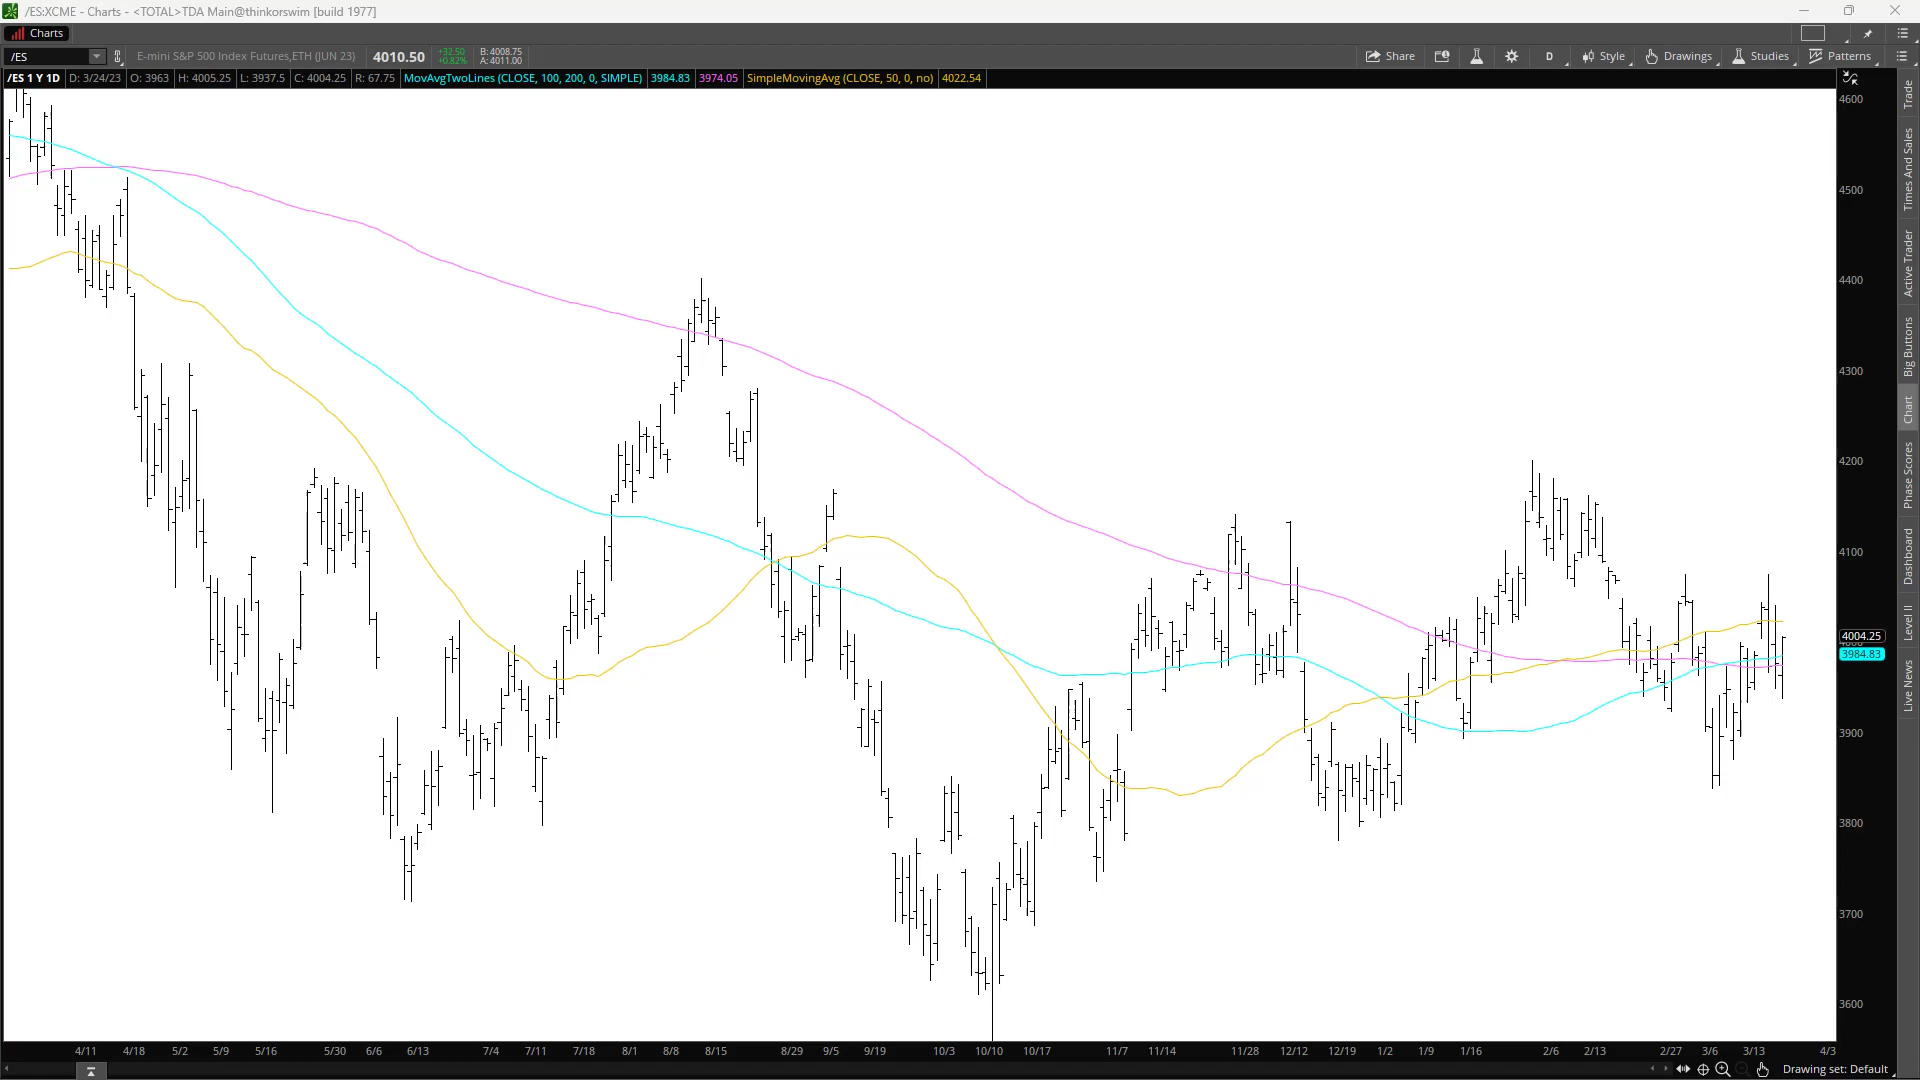 /ES:XCME - Charts - <TOTAL>TDA Main@thinkorswim [build 1977]
Charts
/ES
E-mini S&P 500 Index Futures,ETH (JUN 23)
4010.50
+32.50
+0.82%
B: 4008.75
A: 4011.00
Share
D
Style
Drawings
Studies
Patterns
/ES 1 Y 1D D: 3/24/23 O: 3963 H: 4005.25 L: 3937.5 C: 4004.25 R: 67.75 MovAvgTwoLines (CLOSE, 100, 200, 0, SIMPLE) 3984.83 3974.05 SimpleMovingAvg (CLOSE, 50, 0, no) 4022.54
4600
4500
4400
4300
4200
4100
4004.25
3984.83
3900
3800
3700
3600
Trade
Times And Sales
Active Trader
Big Buttons
Chart
Phase Scores
Dashboard
Level II
Live News
4/11 4/18 5/2 5/9 5/16 5/30 6/6 6/13 7/4 7/11 7/18 8/1 8/8 8/15 8/29 9/5 9/19 10/3 10/10 10/17 11/7 11/14 11/28 12/12 12/19 1/2 1/9 1/16 2/6 2/13 2/27 3/6 3/13 4/3
Drawing set: Default